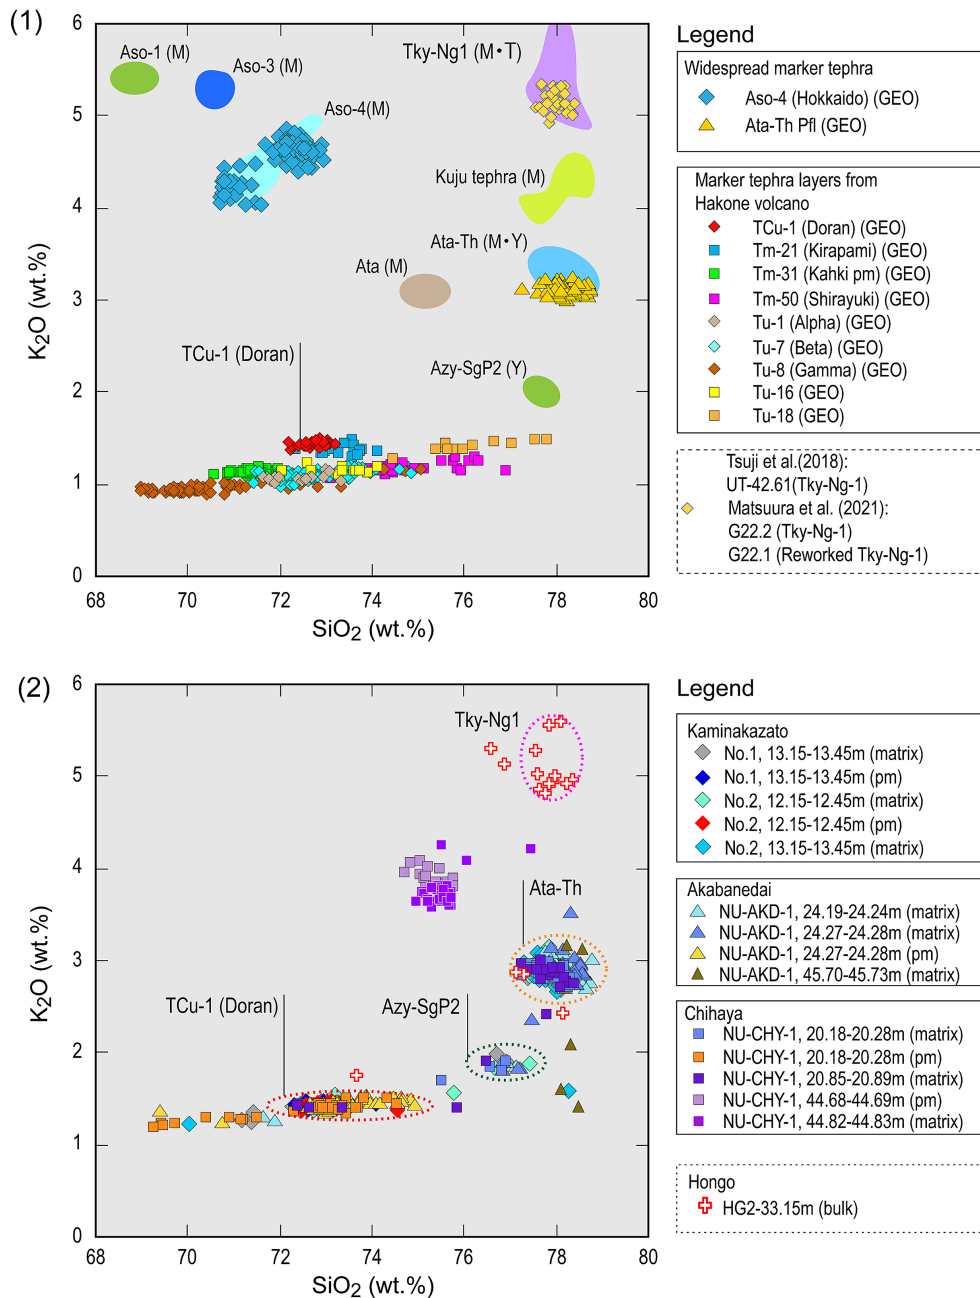 (1)
6
5
4
3
2
1
0
K2O (wt.%)
68
70
72
74
76
78
80
SiO2 (wt.%)
Aso-1 (M)
Aso-3 (M)
Aso-4(M)
Tky-Ng1 (M・T)
Kuju tephra (M)
Ata-Th (M・Y)
Ata (M)
TCu-1 (Doran)
Azy-SgP2 (Y)
Legend
Widespread marker tephra
Aso-4 (Hokkaido) (GEO)
Ata-Th Pfl (GEO)
Marker tephra layers from
Hakone volcano
TCu-1 (Doran) (GEO)
Tm-21 (Kirapami) (GEO)
Tm-31 (Kahki pm) (GEO)
Tm-50 (Shirayuki) (GEO)
Tu-1 (Alpha) (GEO)
Tu-7 (Beta) (GEO)
Tu-8 (Gamma) (GEO)
Tu-16 (GEO)
Tu-18 (GEO)
Tsuji et al.(2018):
UT-42.61(Tky-Ng-1)
Matsuura et al. (2021):
G22.2 (Tky-Ng-1)
G22.1 (Reworked Tky-Ng-1)
(2)
6
5
4
3
2
1
0
K2O (wt.%)
68
70
72
74
76
78
80
SiO2 (wt.%)
Tky-Ng1
Ata-Th
TCu-1 (Doran)
Azy-SgP2
Legend
Kaminakazato
No.1, 13.15-13.45m (matrix)
No.1, 13.15-13.45m (pm)
No.2, 12.15-12.45m (matrix)
No.2, 12.15-12.45m (pm)
No.2, 13.15-13.45m (matrix)
Akabanedai
NU-AKD-1, 24.19-24.24m (matrix)
NU-AKD-1, 24.27-24.28m (matrix)
NU-AKD-1, 24.27-24.28m (pm)
NU-AKD-1, 45.70-45.73m (matrix)
Chihaya
NU-CHY-1, 20.18-20.28m (matrix)
NU-CHY-1, 20.18-20.28m (pm)
NU-CHY-1, 20.85-20.89m (matrix)
NU-CHY-1, 44.68-44.69m (pm)
NU-CHY-1, 44.82-44.83m (matrix)
Hongo
HG2-33.15m (bulk)